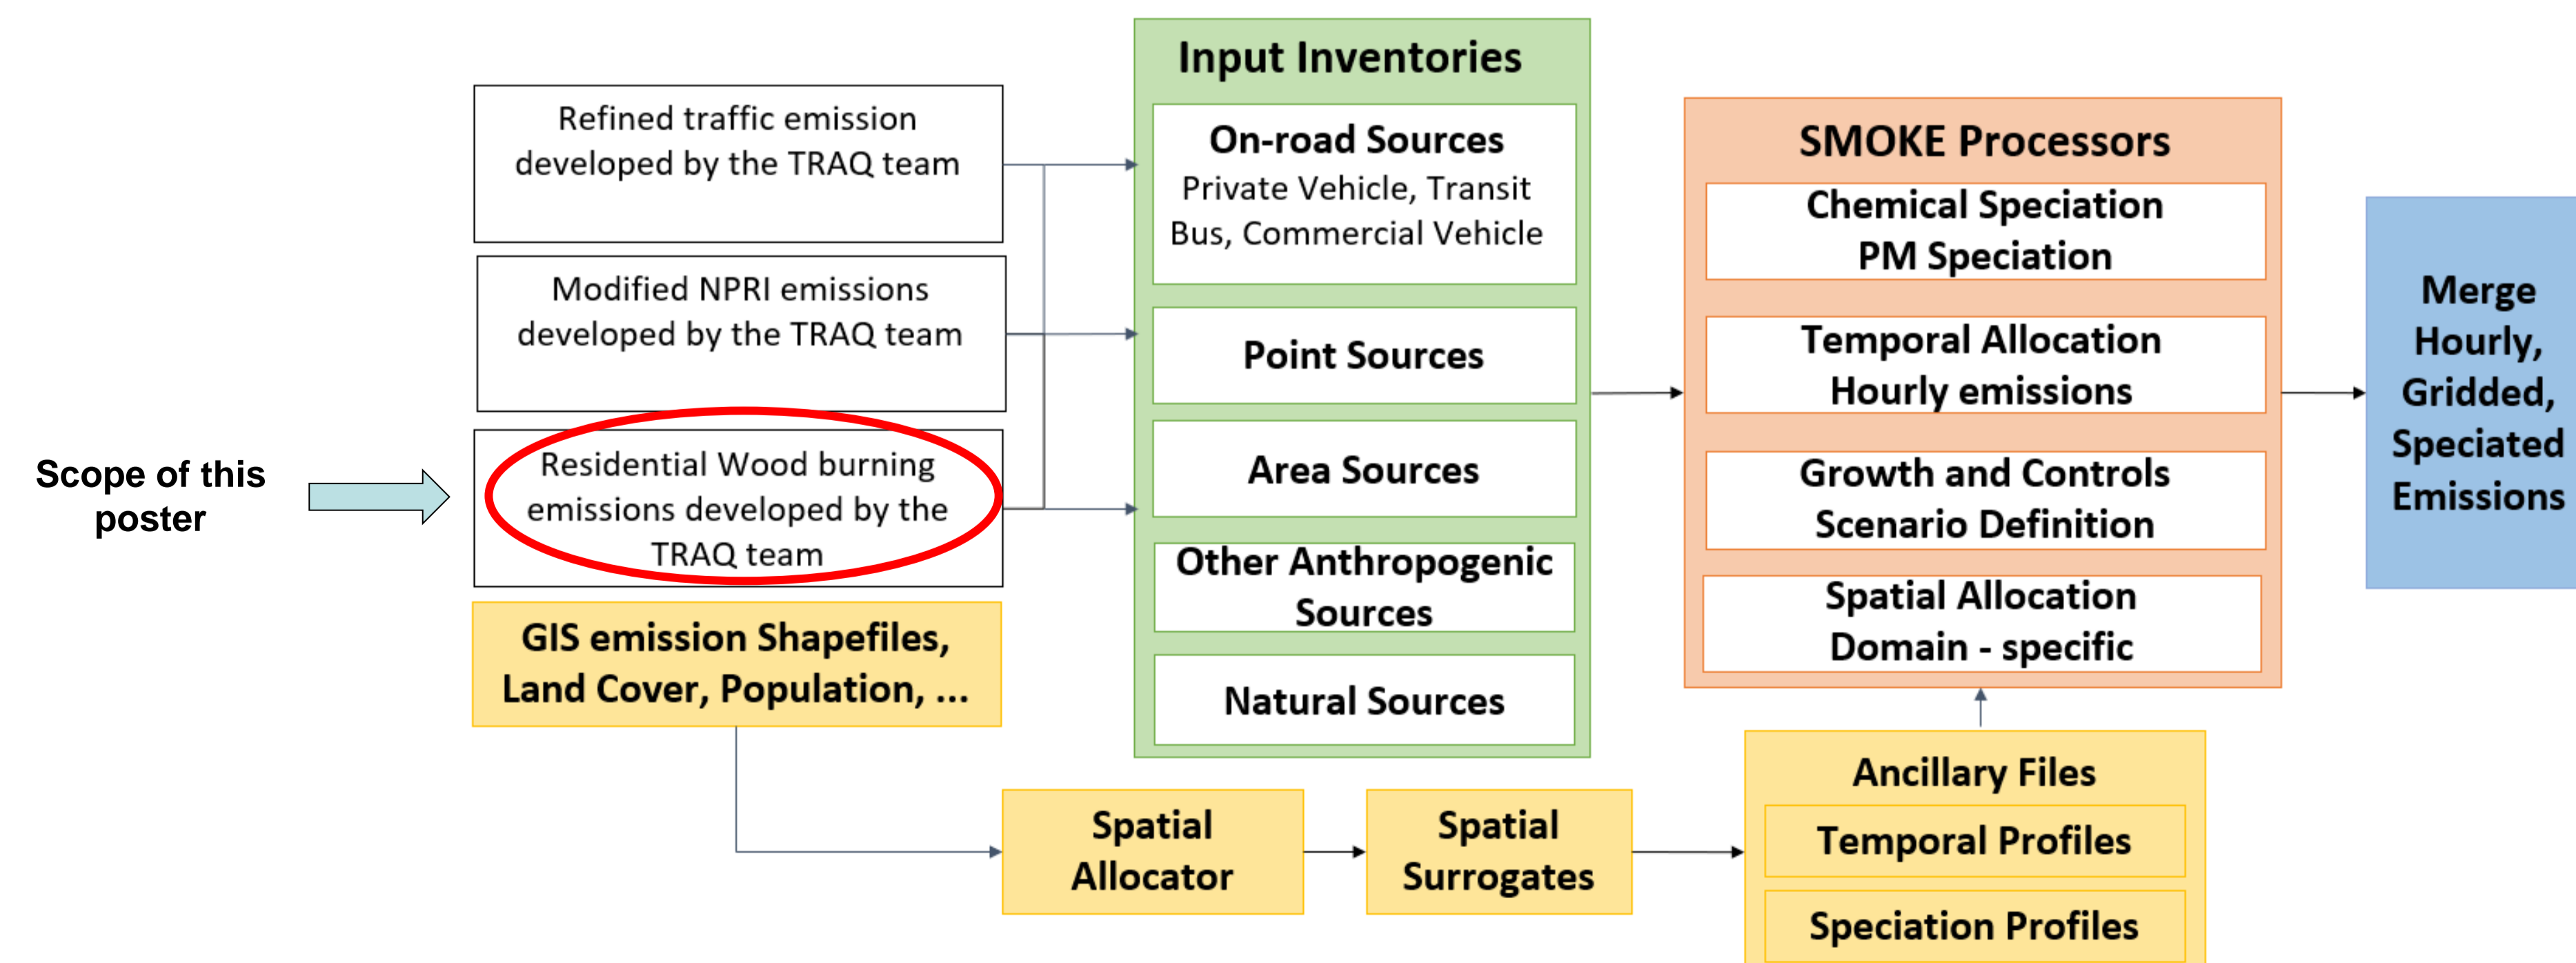 Scope of this
poster
Refined traffic emission
developed by the TRAQ team
Modified NPRI emissions
developed by the TRAQ team
Residential Wood burning
emissions developed by the
TRAQ team
GIS emission Shapefiles,
Land Cover, Population, ...
Input Inventories
On-road Sources
Private Vehicle, Transit
Bus, Commercial Vehicle
Point Sources
Area Sources
Other Anthropogenic
Sources
Natural Sources
Spatial
Allocator
Spatial
Surrogates
SMOKE Processors
Chemical Speciation
PM Speciation
Temporal Allocation
Hourly emissions
Growth and Controls
Scenario Definition
Spatial Allocation
Domain - specific
Ancillary Files
Temporal Profiles
Speciation Profiles
Merge
Hourly,
Gridded,
Speciated
Emissions